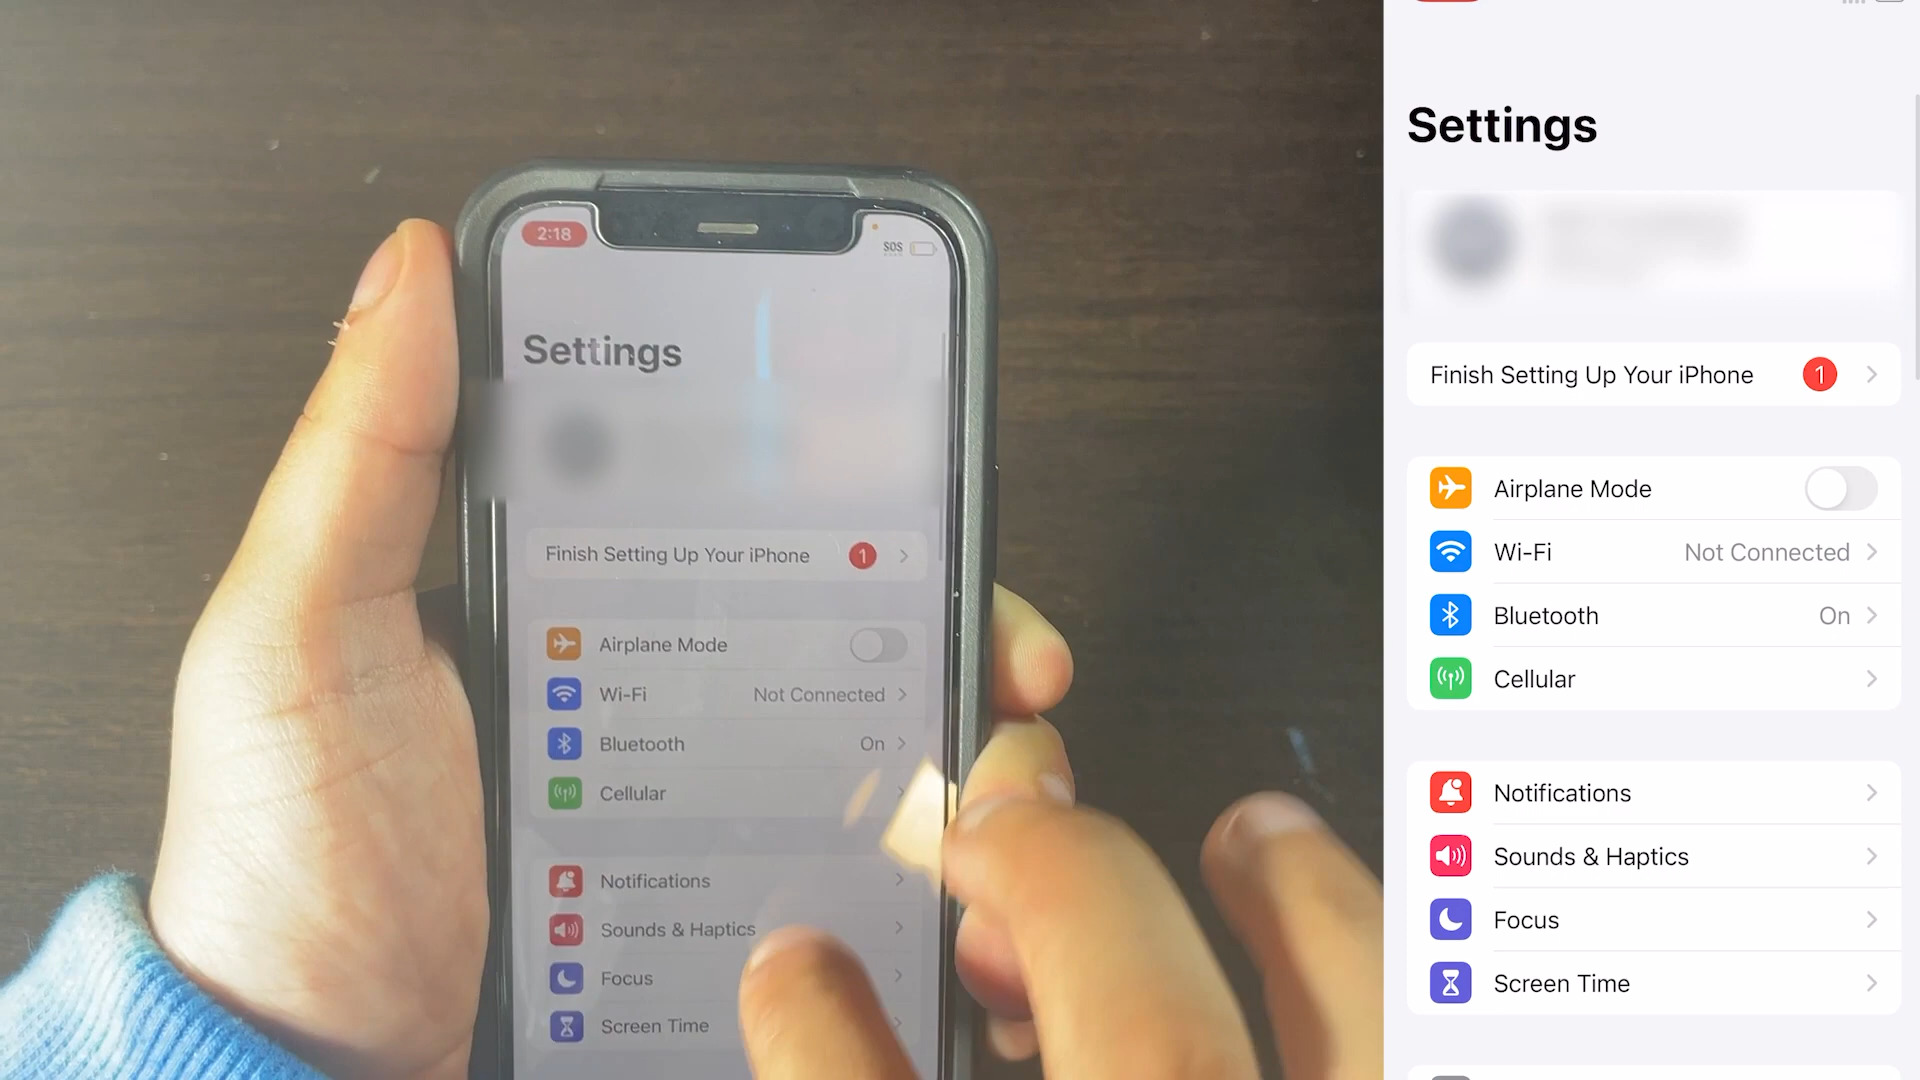 2:18
SOS
Settings
Finish Setting Up Your iPhone 1
Airplane Mode
Wi-Fi Not Connected
Bluetooth On
Cellular
Notifications
Sounds & Haptics
Focus
Screen Time
Settings
Finish Setting Up Your iPhone 1
Airplane Mode
Wi-Fi Not Connected
Bluetooth On
Cellular
Notifications
Sounds & Haptics
Focus
Screen Time